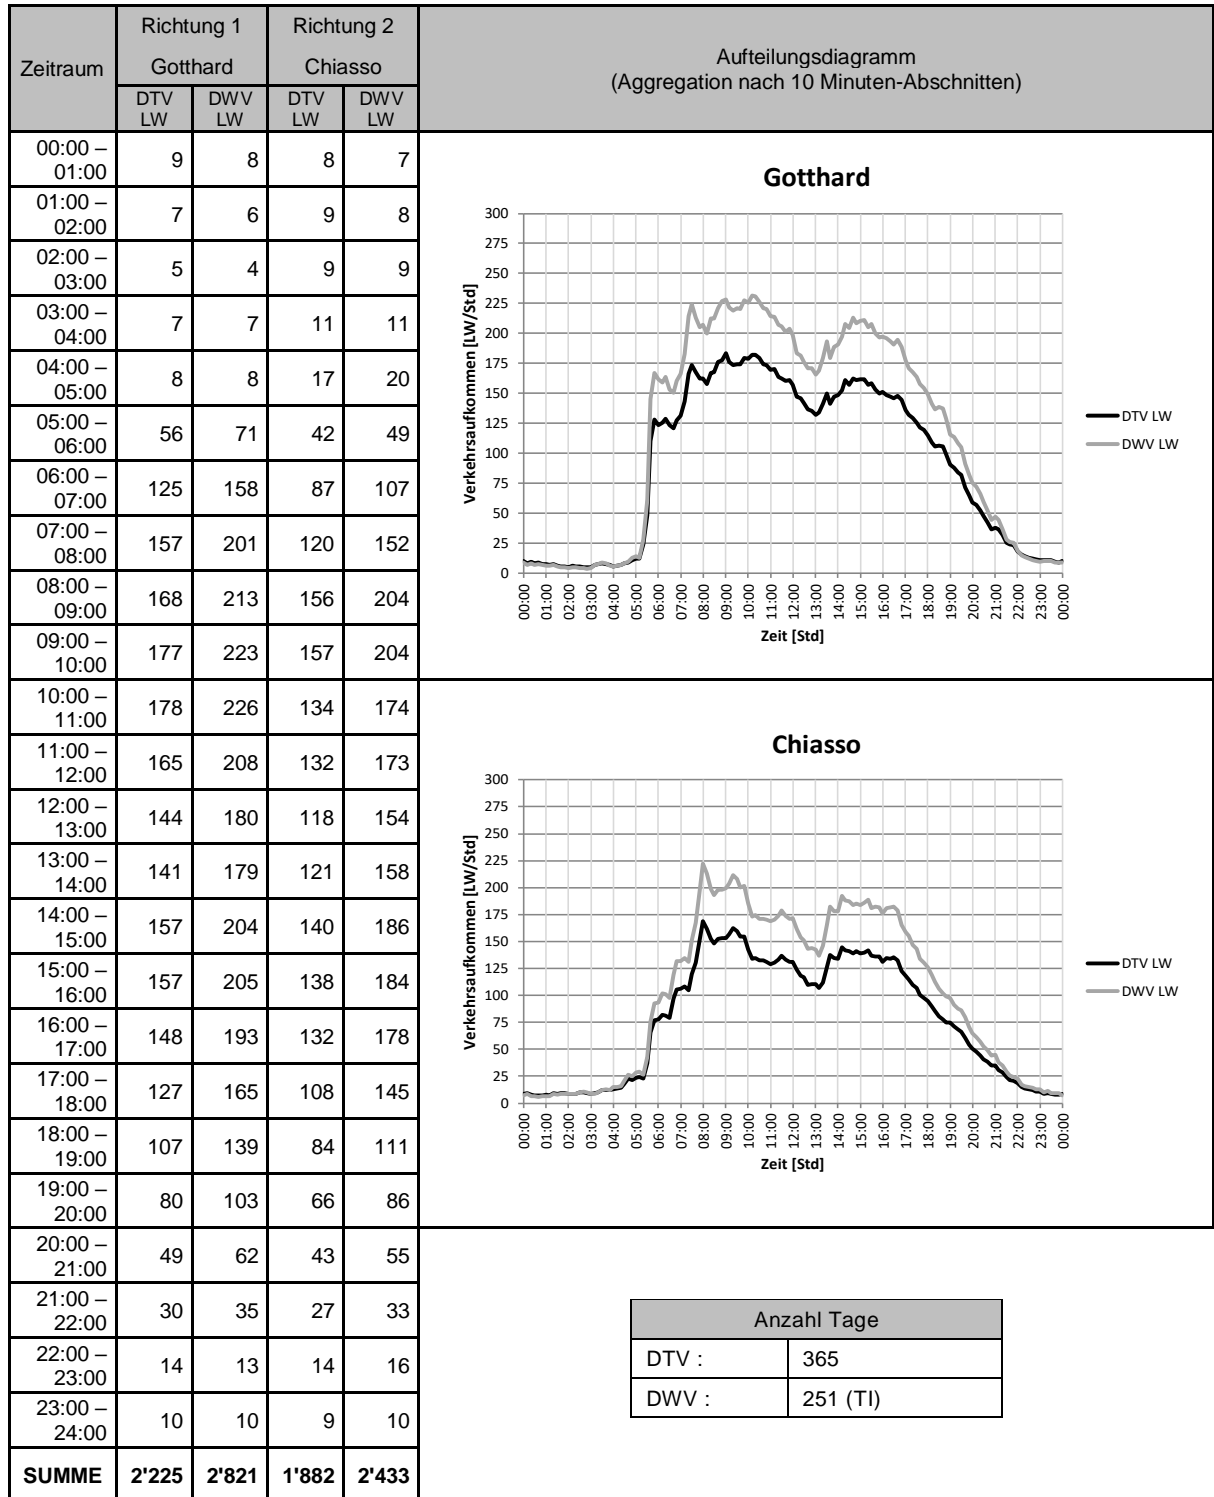 Zeitraum
Richtung 1
Gotthard
Richtung 2
Chiasso
DTV LW
DWV LW
DTV LW
DWV LW
Aufteilungsdiagramm
(Aggregation nach 10 Minuten-Abschnitten)
00:00 – 01:00 9 8 8 7
01:00 – 02:00 7 6 9 8
02:00 – 03:00 5 4 9 9
03:00 – 04:00 7 7 11 11
04:00 – 05:00 8 8 17 20
05:00 – 06:00 56 71 42 49
06:00 – 07:00 125 158 87 107
07:00 – 08:00 157 201 120 152
08:00 – 09:00 168 213 156 204
09:00 – 10:00 177 223 157 204
10:00 – 11:00 178 226 134 174
11:00 – 12:00 165 208 132 173
12:00 – 13:00 144 180 118 154
13:00 – 14:00 141 179 121 158
14:00 – 15:00 157 204 140 186
15:00 – 16:00 157 205 138 184
16:00 – 17:00 148 193 132 178
17:00 – 18:00 127 165 108 145
18:00 – 19:00 107 139 84 111
19:00 – 20:00 80 103 66 86
20:00 – 21:00 49 62 43 55
21:00 – 22:00 30 35 27 33
22:00 – 23:00 14 13 14 16
23:00 – 24:00 10 10 9 10
SUMME 2'225 2'821 1'882 2'433
Gotthard
Verkehrsaufkommen [LW/Std]
300
275
250
225
200
175
150
125
100
75
50
25
0
00:00 01:00 02:00 03:00 04:00 05:00 06:00 07:00 08:00 09:00 10:00 11:00 12:00 13:00 14:00 15:00 16:00 17:00 18:00 19:00 20:00 21:00 22:00 23:00 00:00
Zeit [Std]
DTV LW
DWV LW
Chiasso
Verkehrsaufkommen [LW/Std]
300
275
250
225
200
175
150
125
100
75
50
25
0
00:00 01:00 02:00 03:00 04:00 05:00 06:00 07:00 08:00 09:00 10:00 11:00 12:00 13:00 14:00 15:00 16:00 17:00 18:00 19:00 20:00 21:00 22:00 23:00 00:00
Zeit [Std]
DTV LW
DWV LW
Anzahl Tage
DTV : 365
DWV : 251 (TI)